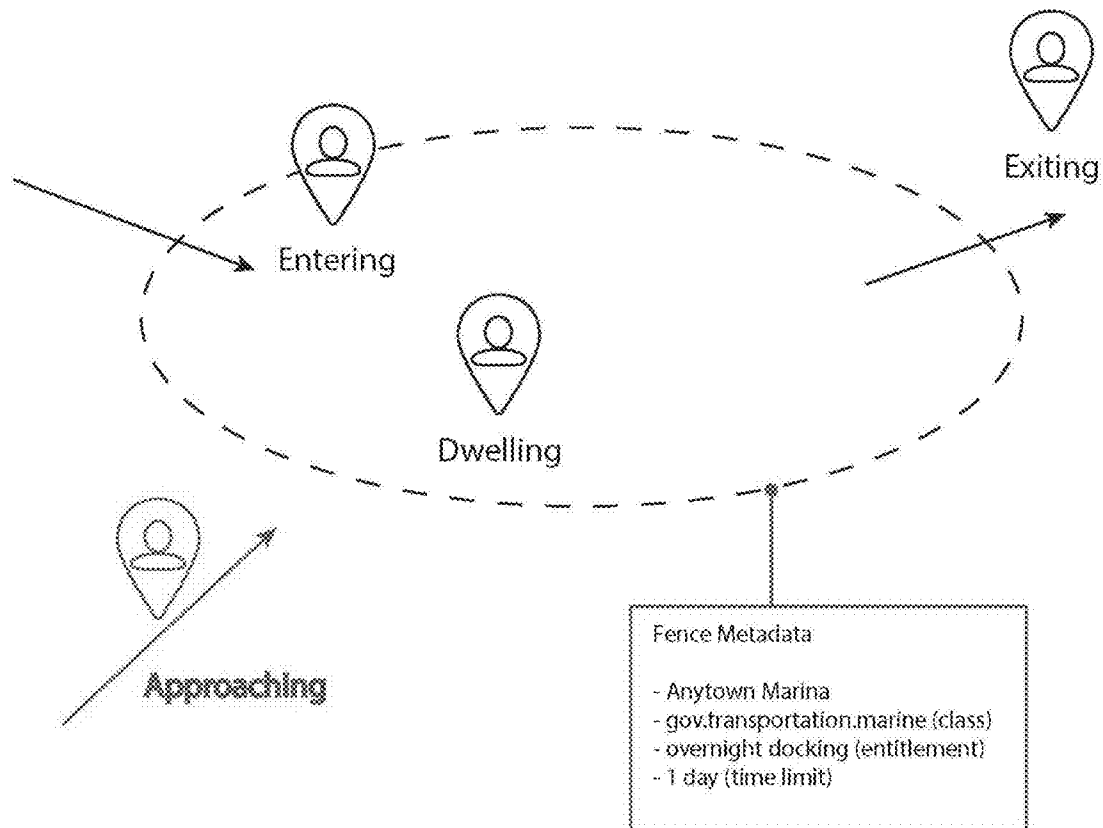 Exiting
Entering
Dwelling
Approaching
Fence Metadata
- Anytown Marina
- gov.transportation.marine (class)
- overnight docking (entitlement)
- 1 day (time limit)